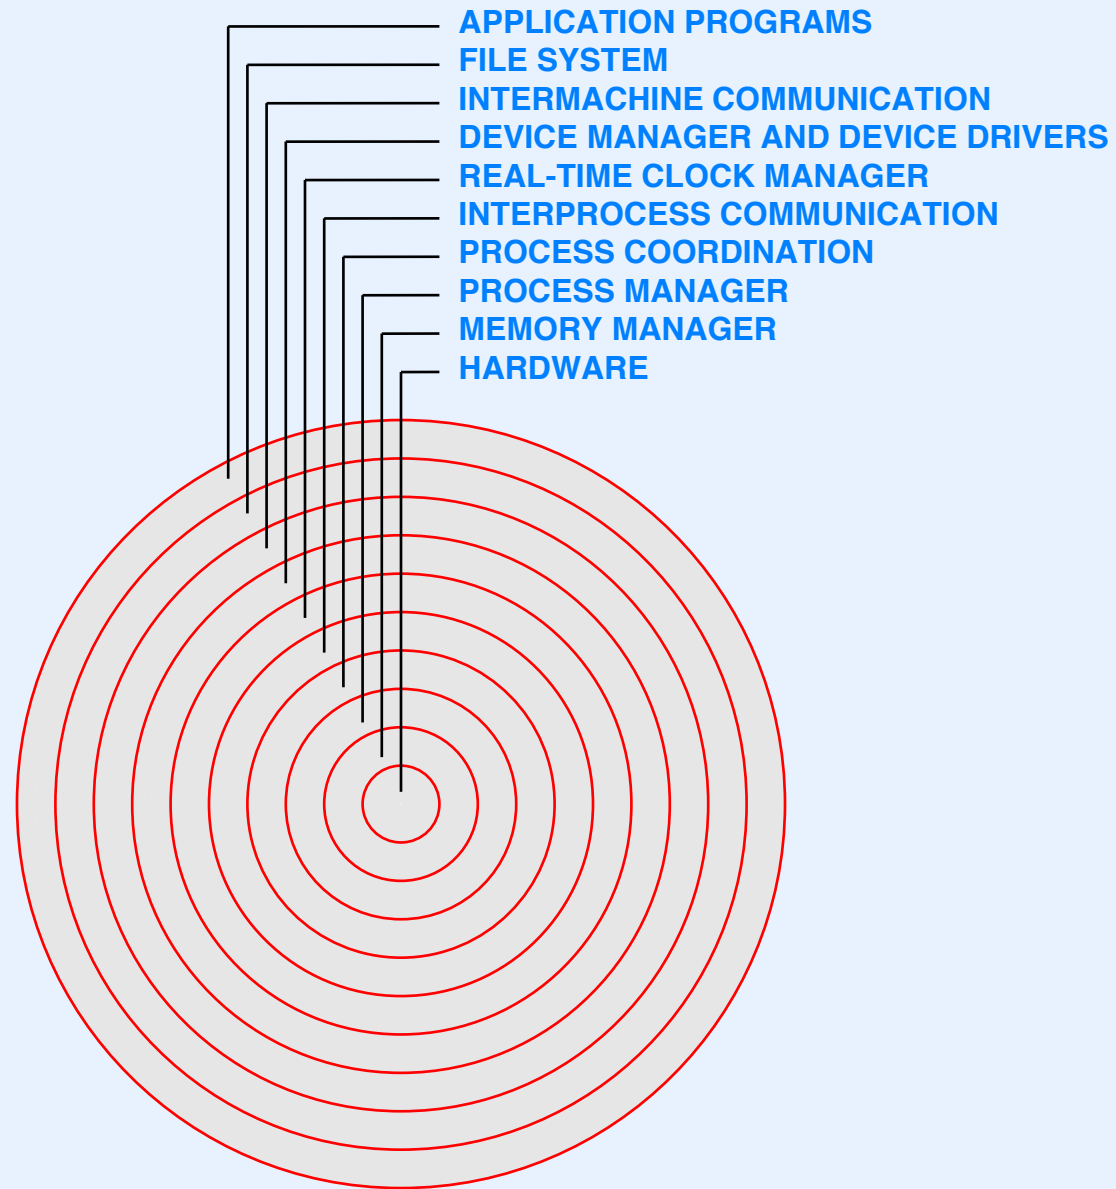 APPLICATION PROGRAMS
FILE SYSTEM
INTERMACHINE COMMUNICATION
DEVICE MANAGER AND DEVICE DRIVERS
REAL-TIME CLOCK MANAGER
INTERPROCESS COMMUNICATION
PROCESS COORDINATION
PROCESS MANAGER
MEMORY MANAGER
HARDWARE